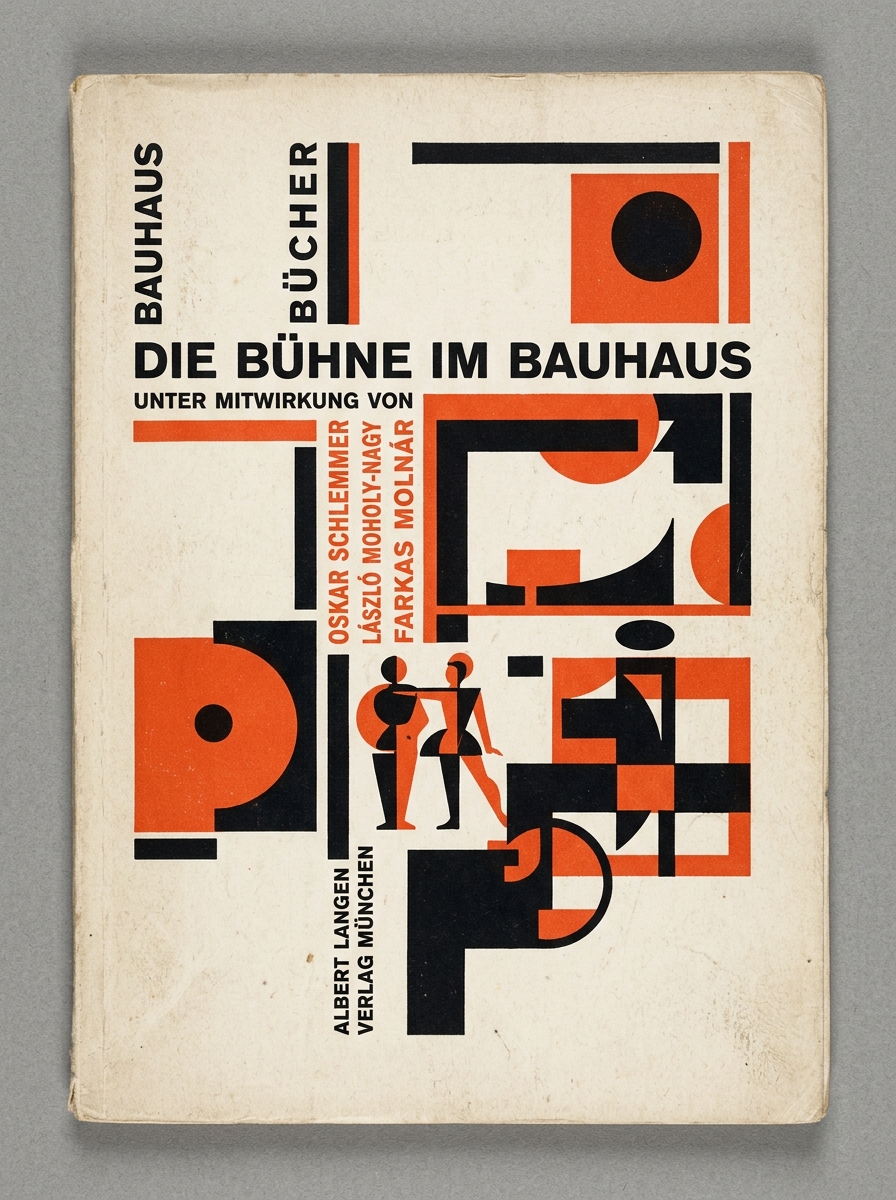 BAUHAUS
BÜCHER
DIE BÜHNE IM BAUHAUS
UNTER MITWIRKUNG VON
OSKAR SCHLEMMER
LÁSZLÓ MOHOLY-NAGY
FARKAS MOLNÁR
ALBERT LANGEN
VERLAG MÜNCHEN